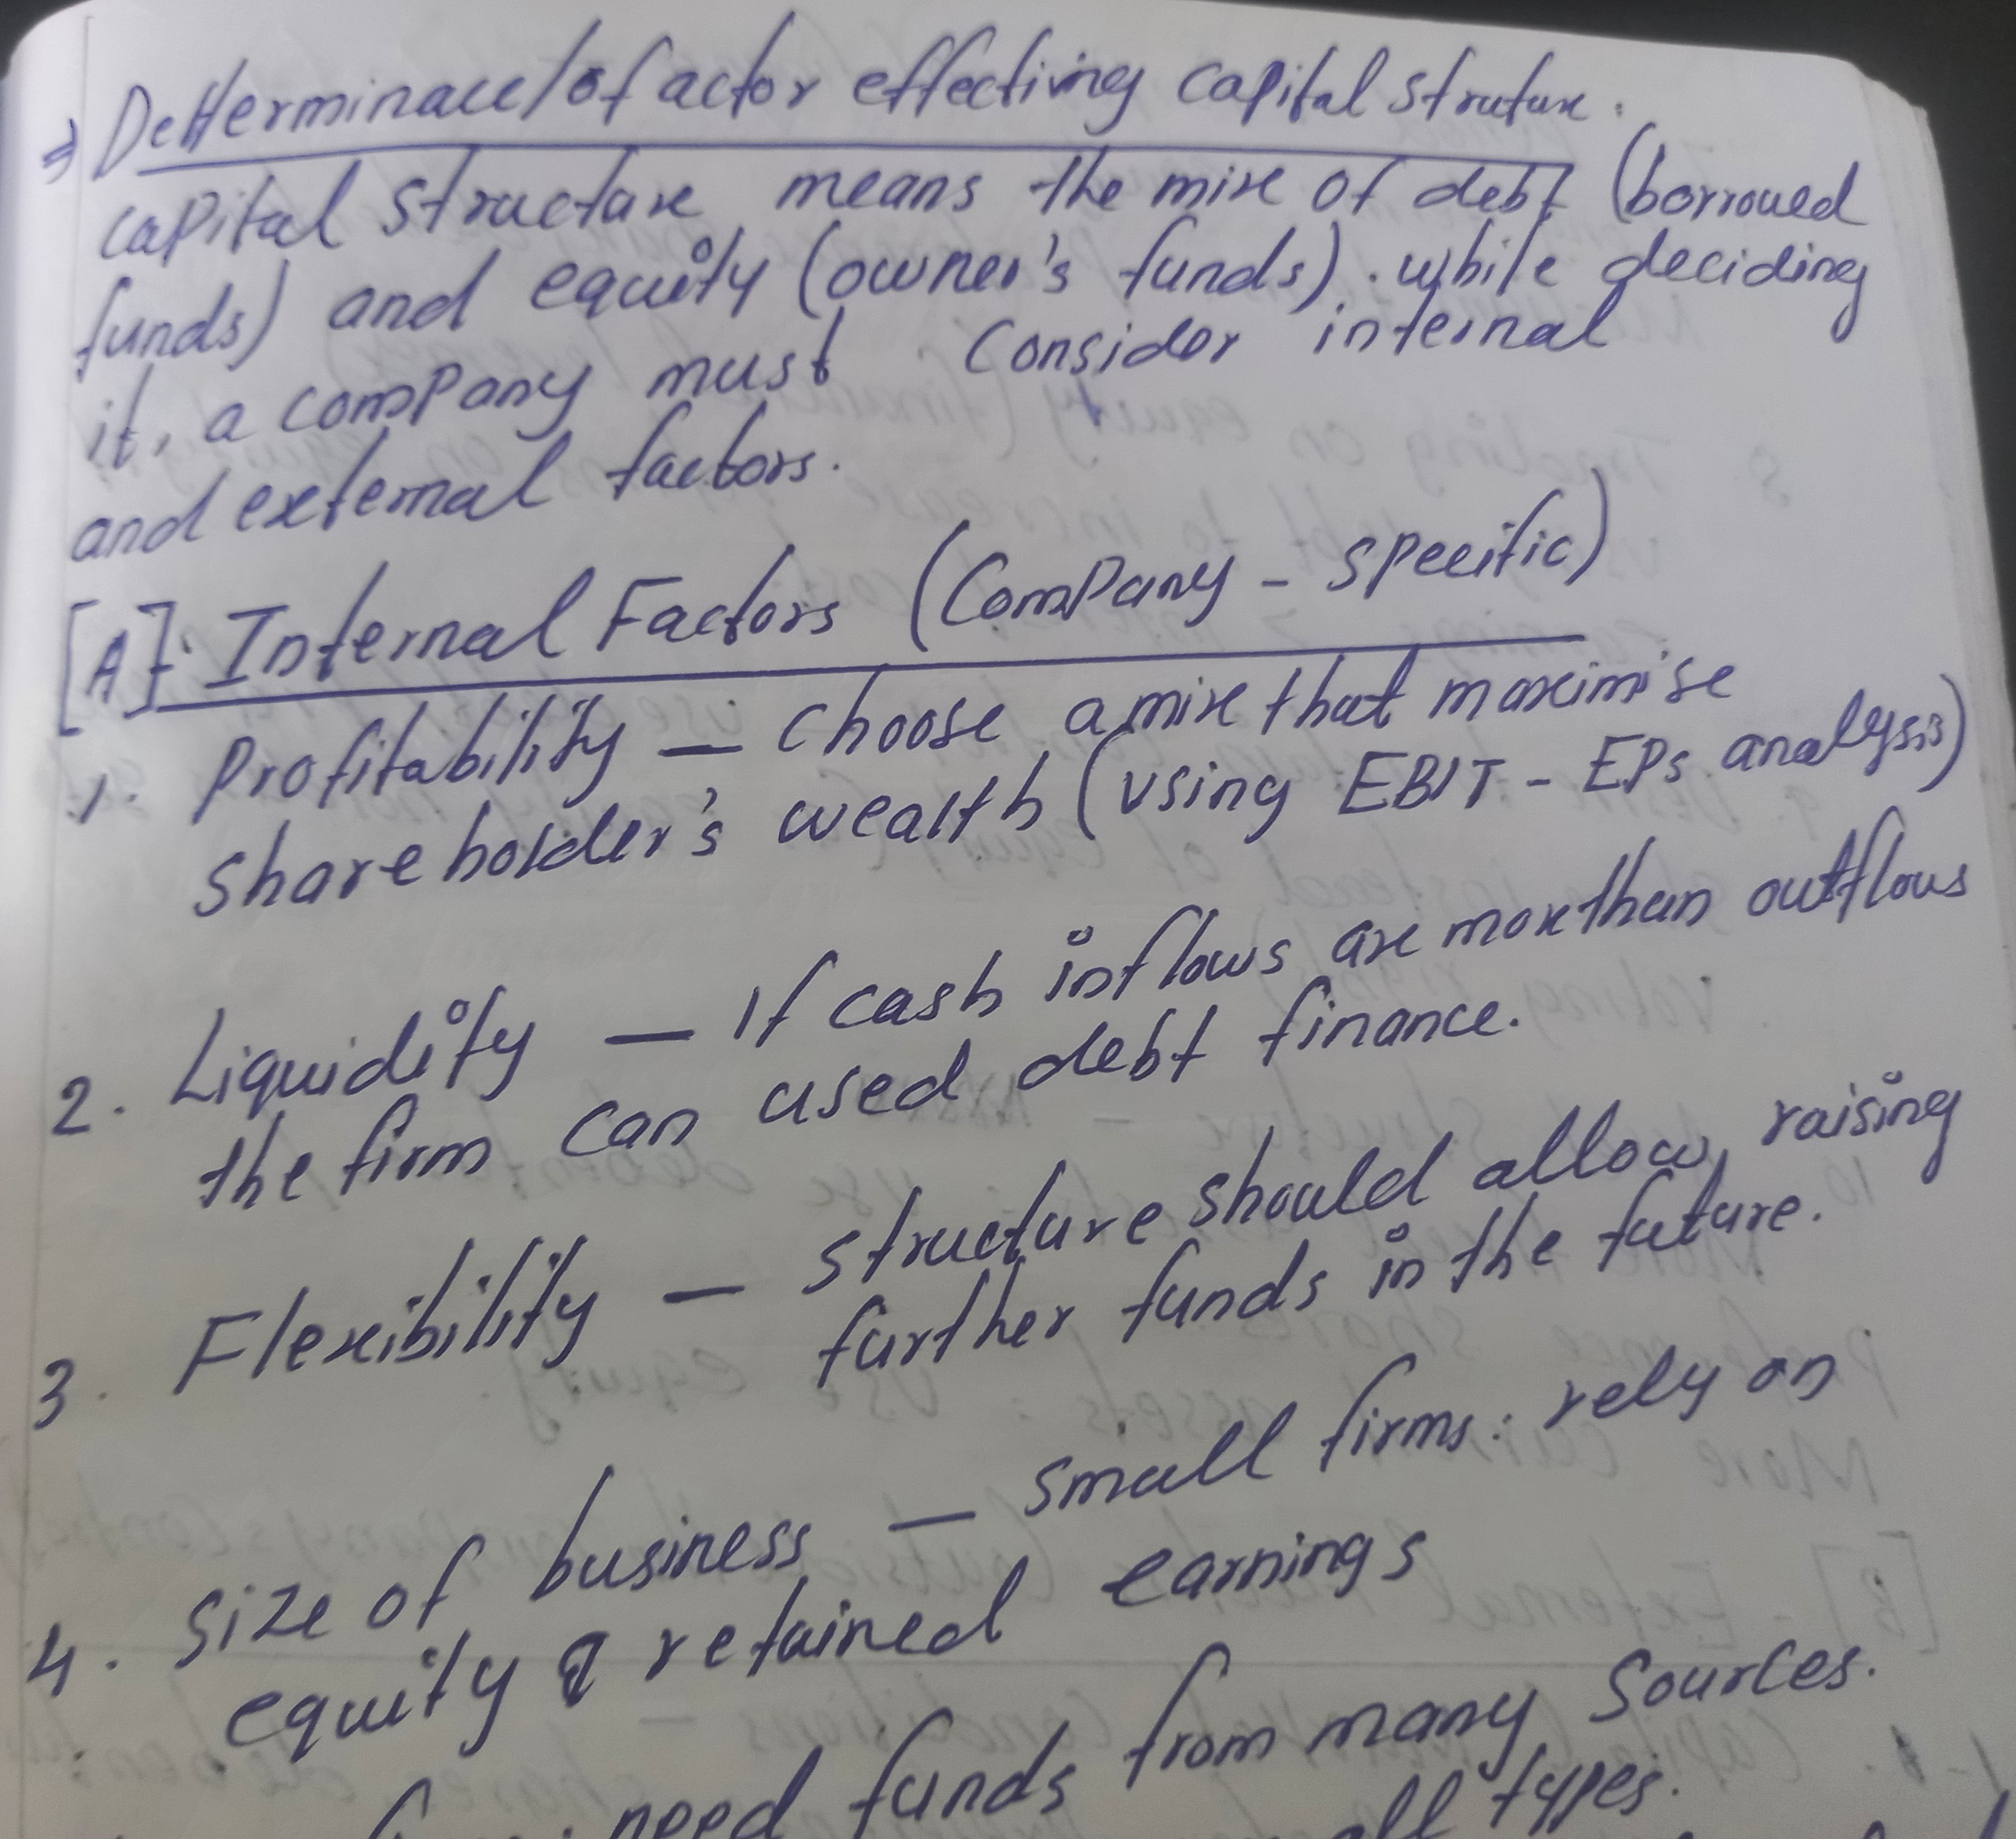 ⇒ Detterminace/of factor effectiving capital struture.
capital structure means the mix of debt (borrowed
funds) and equity (owner's funds). while deciding
it, a company must consider internal
and external factors.
[A]: Internal Factors (Company - specific)
1. Profitability — choose a mix that maximise
shareholder's wealth (using EBIT - EPS analysis)
2. Liquidity — If cash inflows are more than outflows
the firm can used debt finance.
3. Flexibility — structure should allow raising
further funds in the future.
4. Size of business — small firms: rely on
equity & retained earnings
need funds from many sources.
all types.